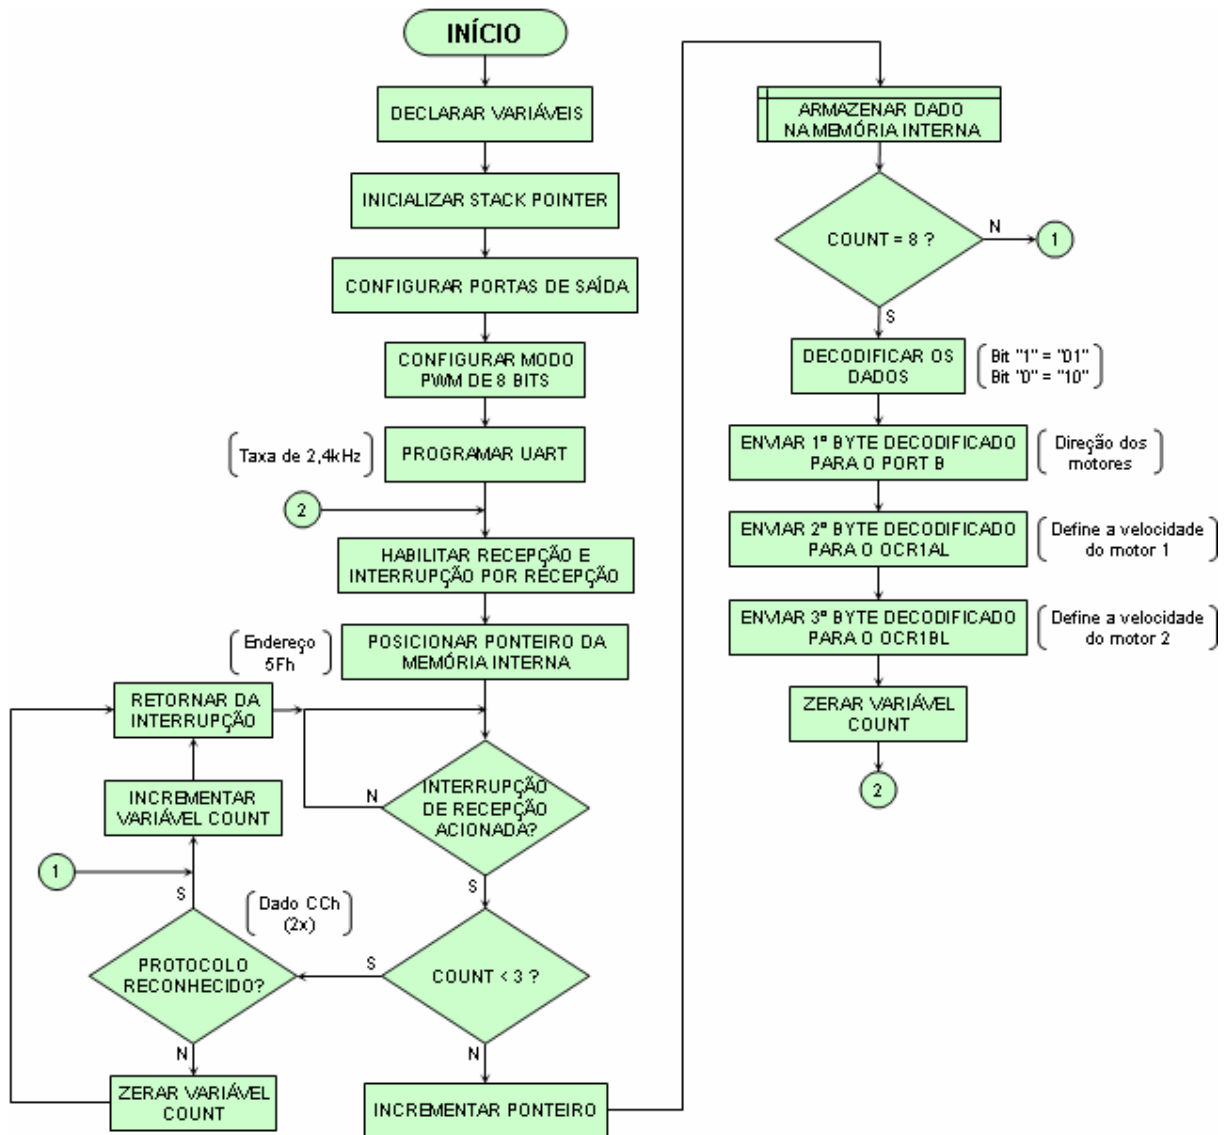 INÍCIO
DECLARAR VARIÁVEIS
INICIALIZAR STACK POINTER
CONFIGURAR PORTAS DE SAÍDA
CONFIGURAR MODO
PWM DE 8 BITS
Taxa de 2,4kHz
PROGRAMAR UART
2
HABILITAR RECEPÇÃO E
INTERRUPÇÃO POR RECEPÇÃO
Endereço
5Fh
POSICIONAR PONTEIRO DA
MEMÓRIA INTERNA
RETORNAR DA
INTERRUPÇÃO
INCREMENTAR
VARIÁVEL COUNT
N
INTERRUPÇÃO
DE RECEPÇÃO
ACIONADA?
S
1
S
Dado CCh
(2x)
PROTOCOLO
RECONHECIDO?
S
COUNT < 3 ?
N
N
ZERAR VARIÁVEL
COUNT
INCREMENTAR PONTEIRO
ARMAZENAR DADO
NA MEMÓRIA INTERNA
COUNT = 8 ?
N
1
S
DECODIFICAR OS
DADOS
Bit "1" = "01"
Bit "0" = "10"
ENVIAR 1º BYTE DECODIFICADO
PARA O PORT B
Direção dos
motores
ENVIAR 2º BYTE DECODIFICADO
PARA O OCR1AL
Define a velocidade
do motor 1
ENVIAR 3º BYTE DECODIFICADO
PARA O OCR1BL
Define a velocidade
do motor 2
ZERAR VARIÁVEL
COUNT
2